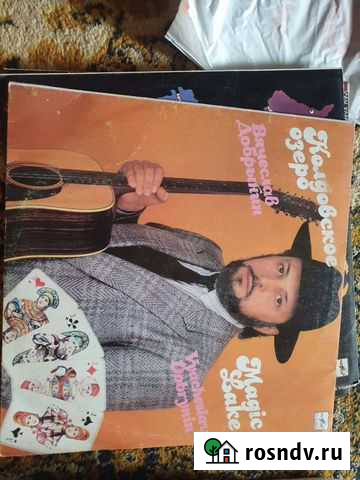 Колдовское
озеро
Вячеслав
Добрынин
Magic
Lake
Vyacheslav
Dobrynin
rosndv.ru